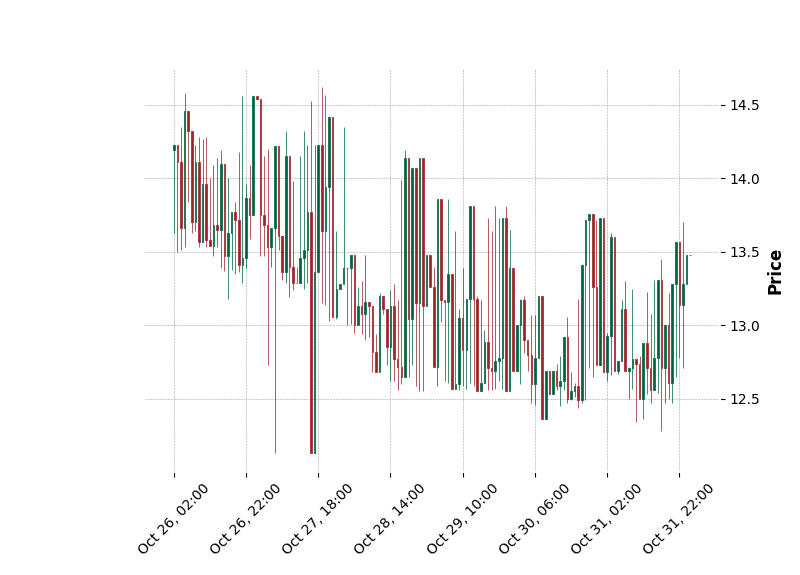 14.5
14.0
13.5
13.0
12.5
Price
Oct 26, 02:00
Oct 26, 22:00
Oct 27, 18:00
Oct 28, 14:00
Oct 29, 10:00
Oct 30, 06:00
Oct 31, 02:00
Oct 31, 22:00